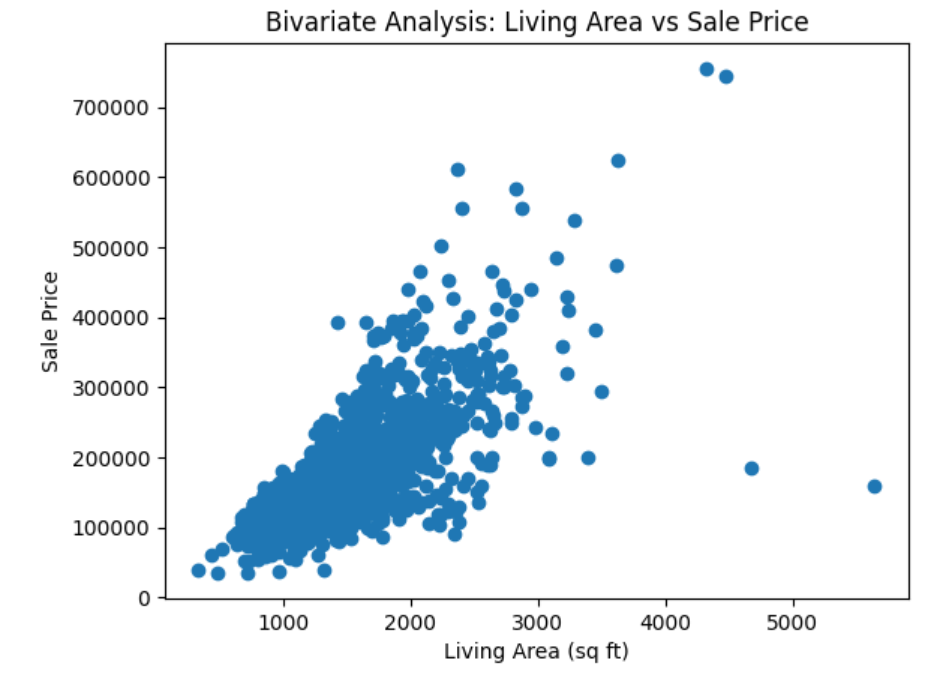 Bivariate Analysis: Living Area vs Sale Price
700000
600000
500000
400000
300000
200000
100000
0
Sale Price
1000 2000 3000 4000 5000
Living Area (sq ft)